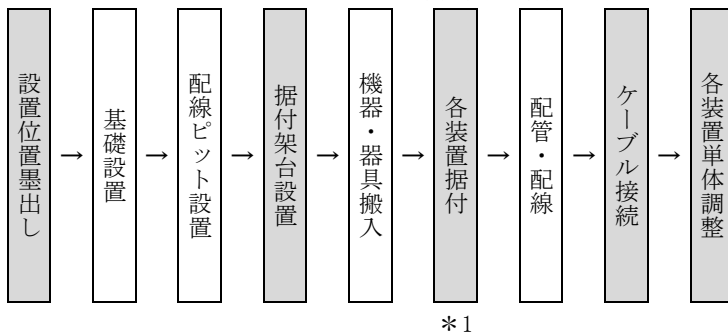 設置位置墨出し
→
基礎設置
→
配線ピット設置
→
据付架台設置
→
機器・器具搬入
→
各装置据付
→
配管・配線
→
ケーブル接続
→
各装置単体調整
＊1